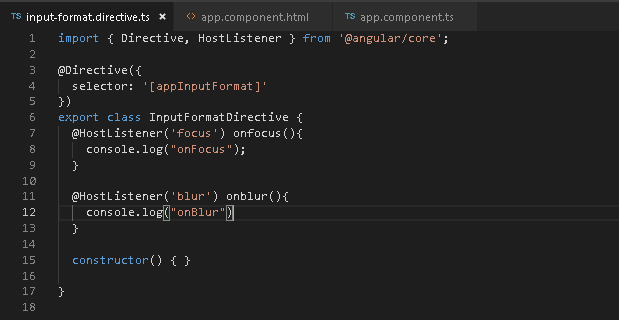 TS input-format.directive.ts × <> app.component.html TS app.component.ts
1 import { Directive, HostListener } from '@angular/core';
2
3 @Directive({
4 selector: '[appInputFormat]'
5 })
6 export class InputFormatDirective {
7 @HostListener('focus') onfocus(){
8 console.log("onFocus");
9 }
10
11 @HostListener('blur') onblur(){
12 console.log("onBlur")
13 }
14
15 constructor() { }
16
17 }
18